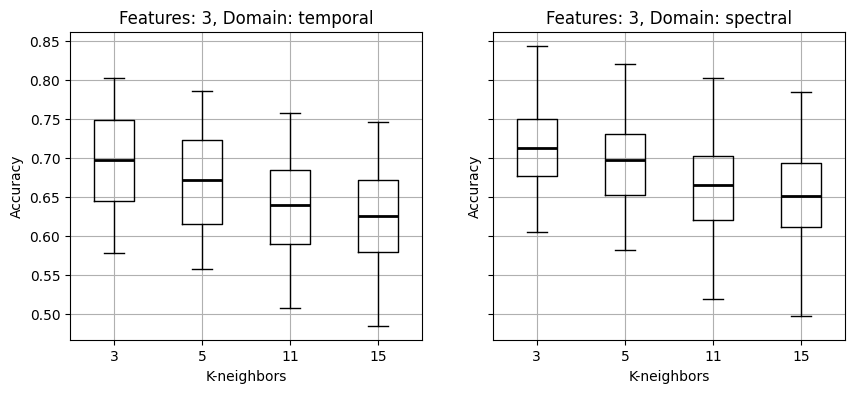 Features: 3, Domain: temporal
Accuracy
0.85
0.80
0.75
0.70
0.65
0.60
0.55
0.50
3 5 11 15
K-neighbors
Features: 3, Domain: spectral
Accuracy
3 5 11 15
K-neighbors